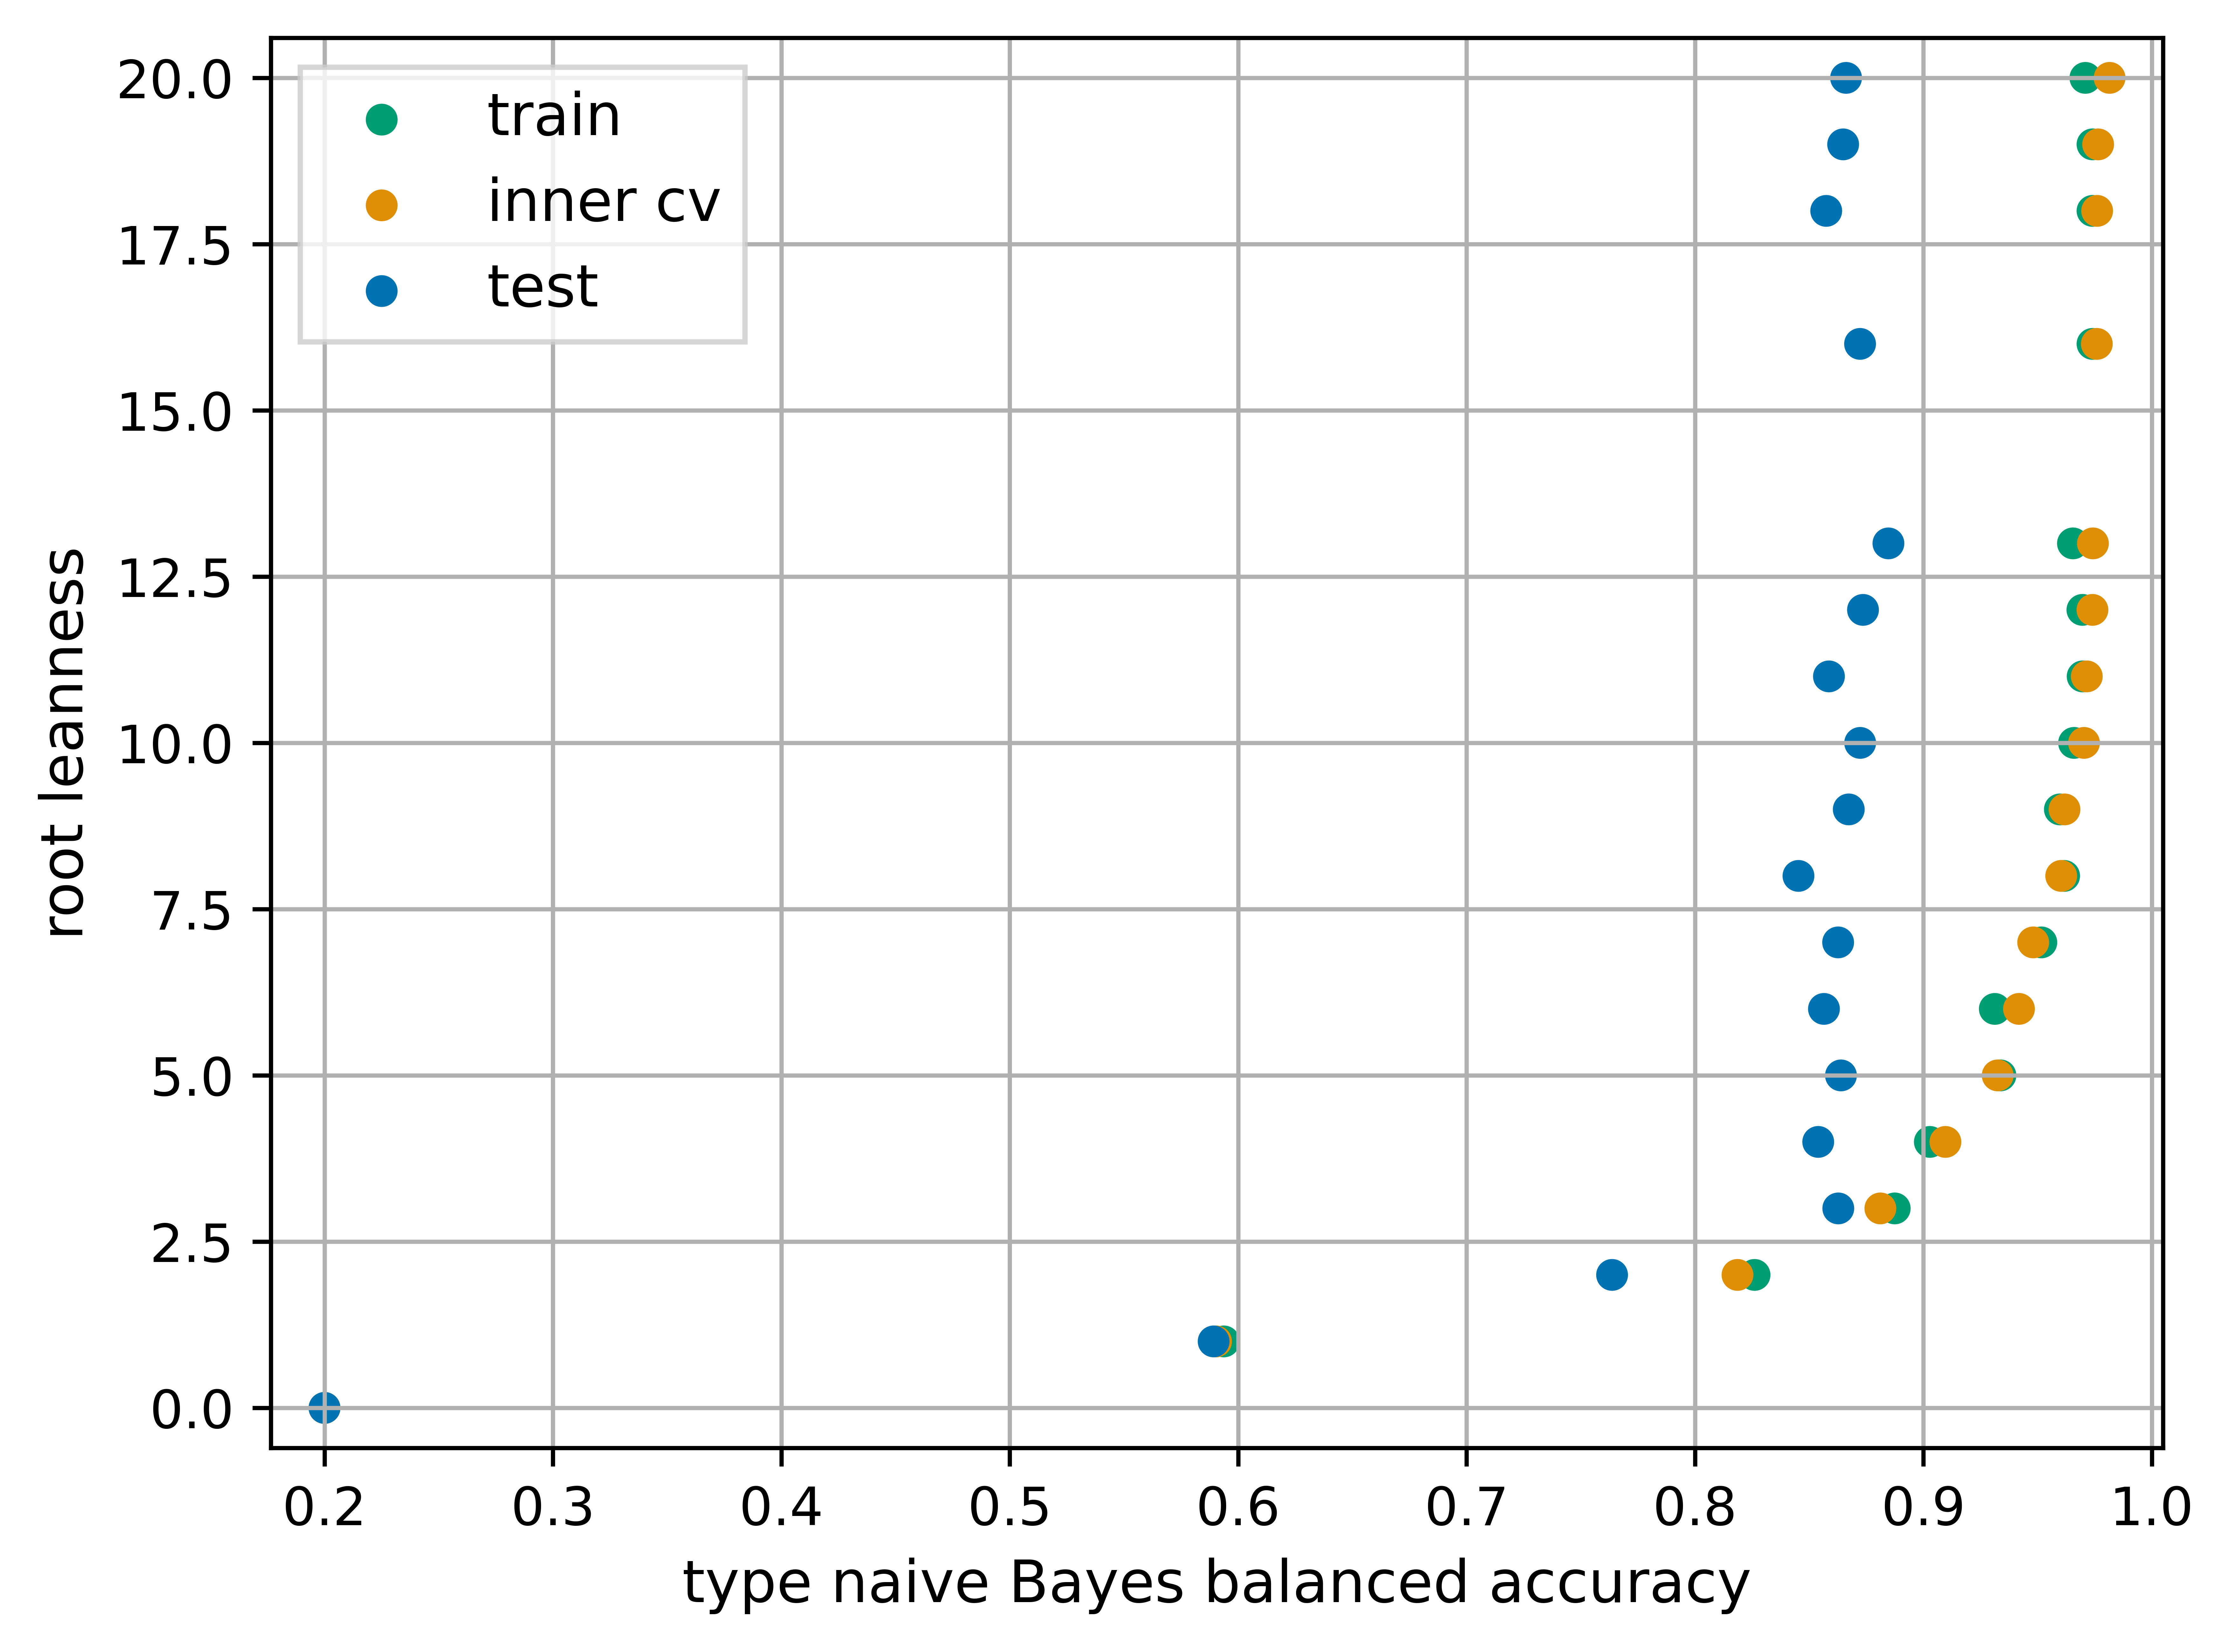 train
inner cv
test
20.0
17.5
15.0
12.5
10.0
7.5
5.0
2.5
0.0
root leanness
0.2 0.3 0.4 0.5 0.6 0.7 0.8 0.9 1.0
type naive Bayes balanced accuracy